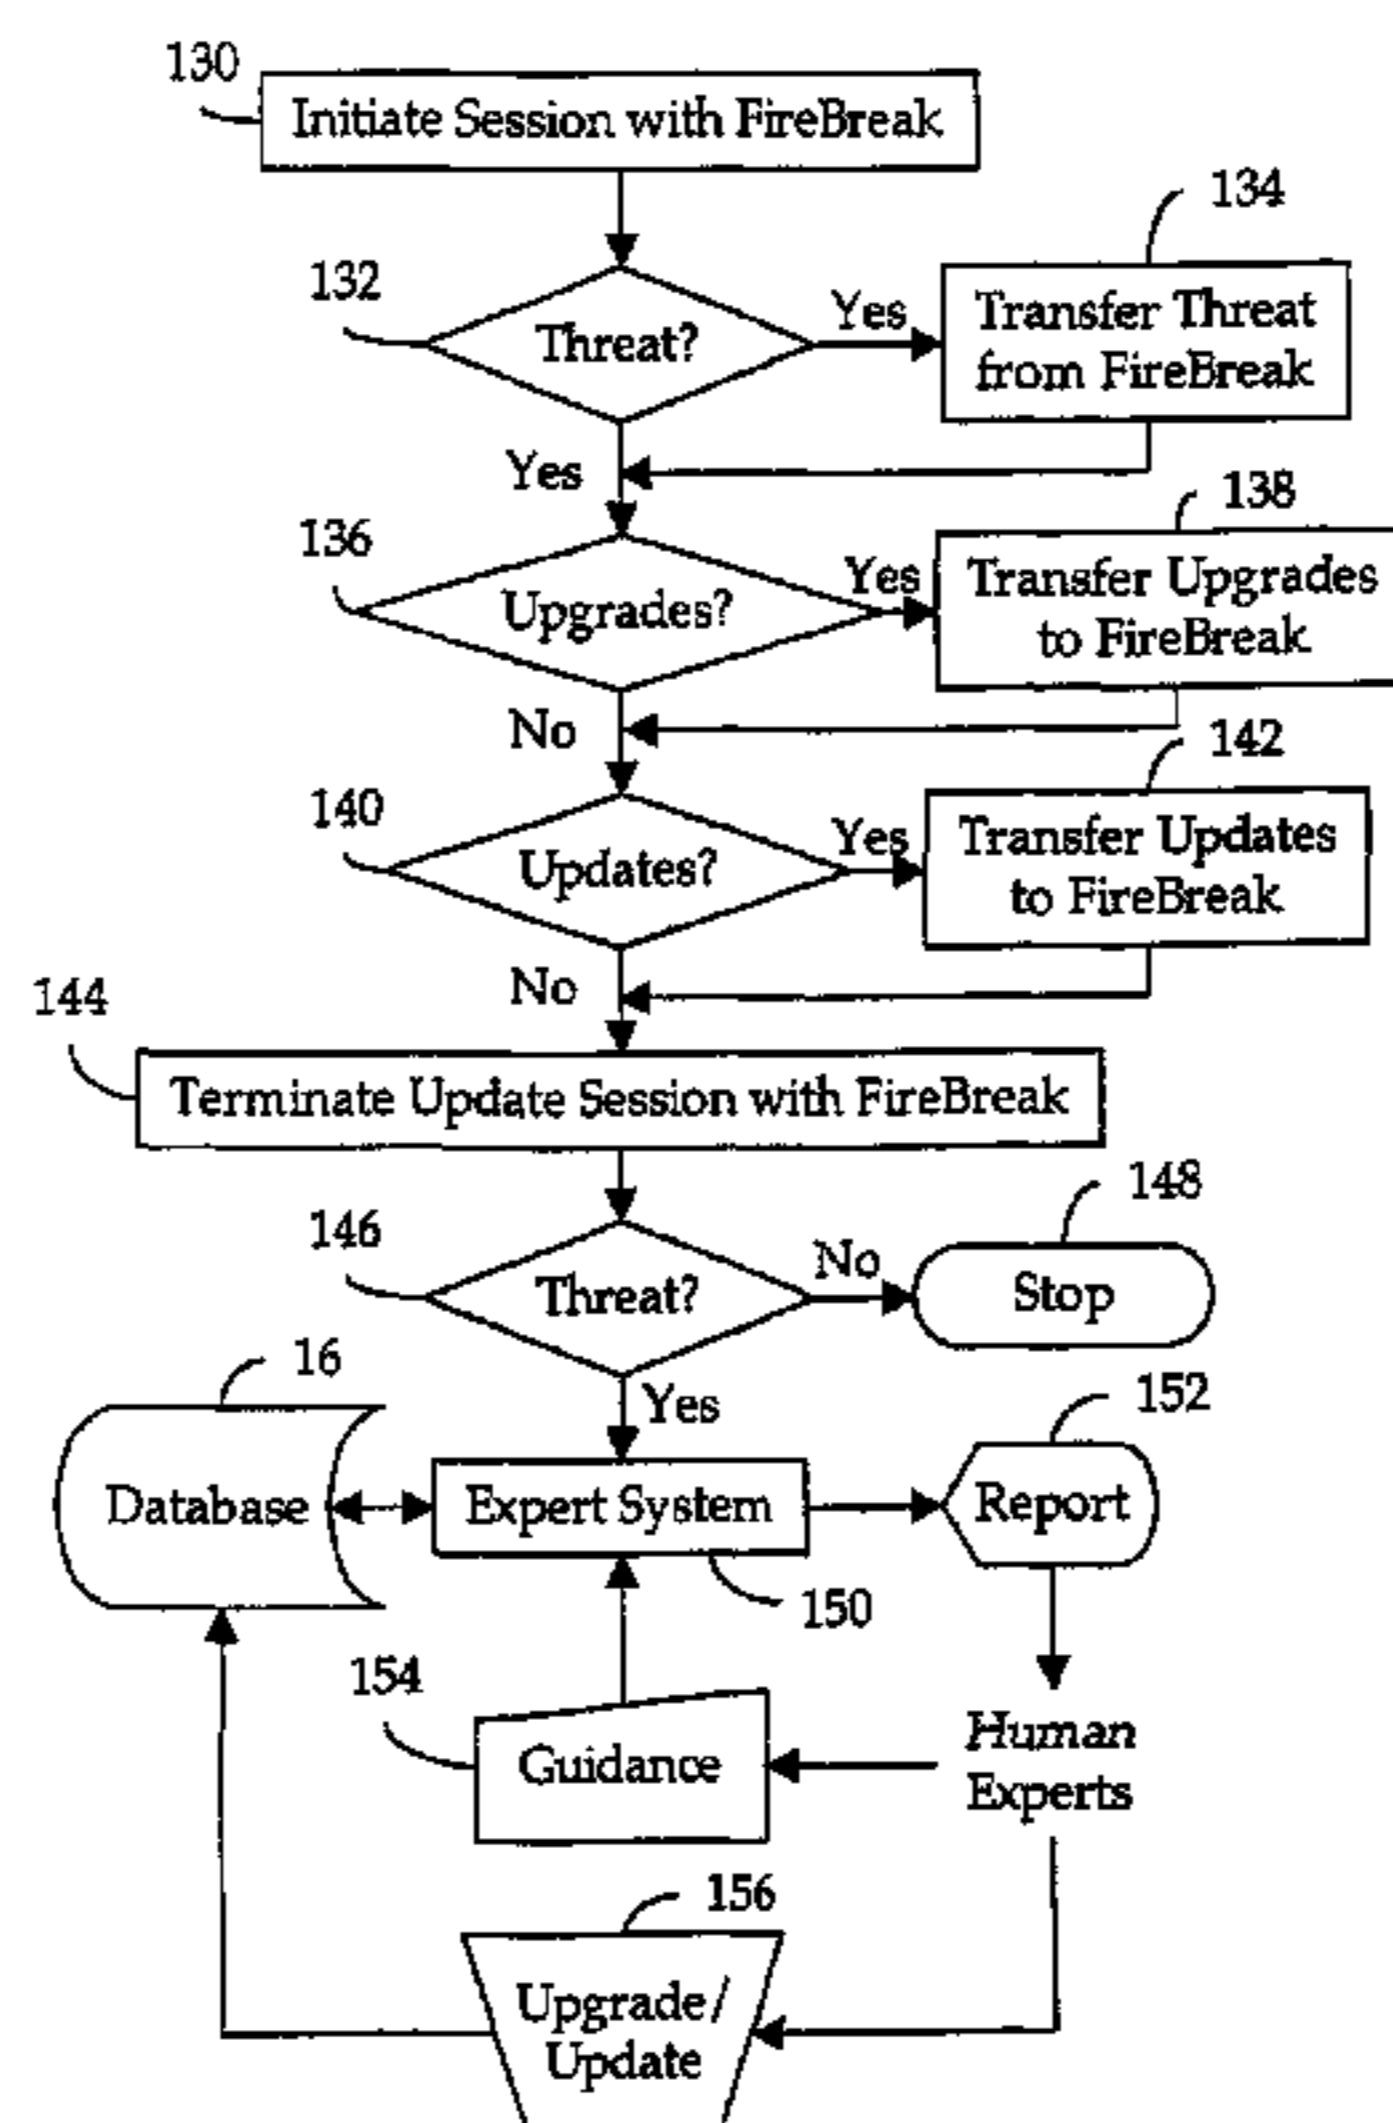 130
Initiate Session with FireBreak
134
132
Threat?
Yes
Transfer Threat
from FireBreak
Yes
138
136
Upgrades?
Yes
Transfer Upgrades
to FireBreak
No
142
140
Updates?
Yes
Transfer Updates
to FireBreak
No
144
Terminate Update Session with FireBreak
148
146
Threat?
No
Stop
16
Yes
152
Database
Expert System
Report
150
154
Guidance
Human
Experts
156
Upgrade/
Update